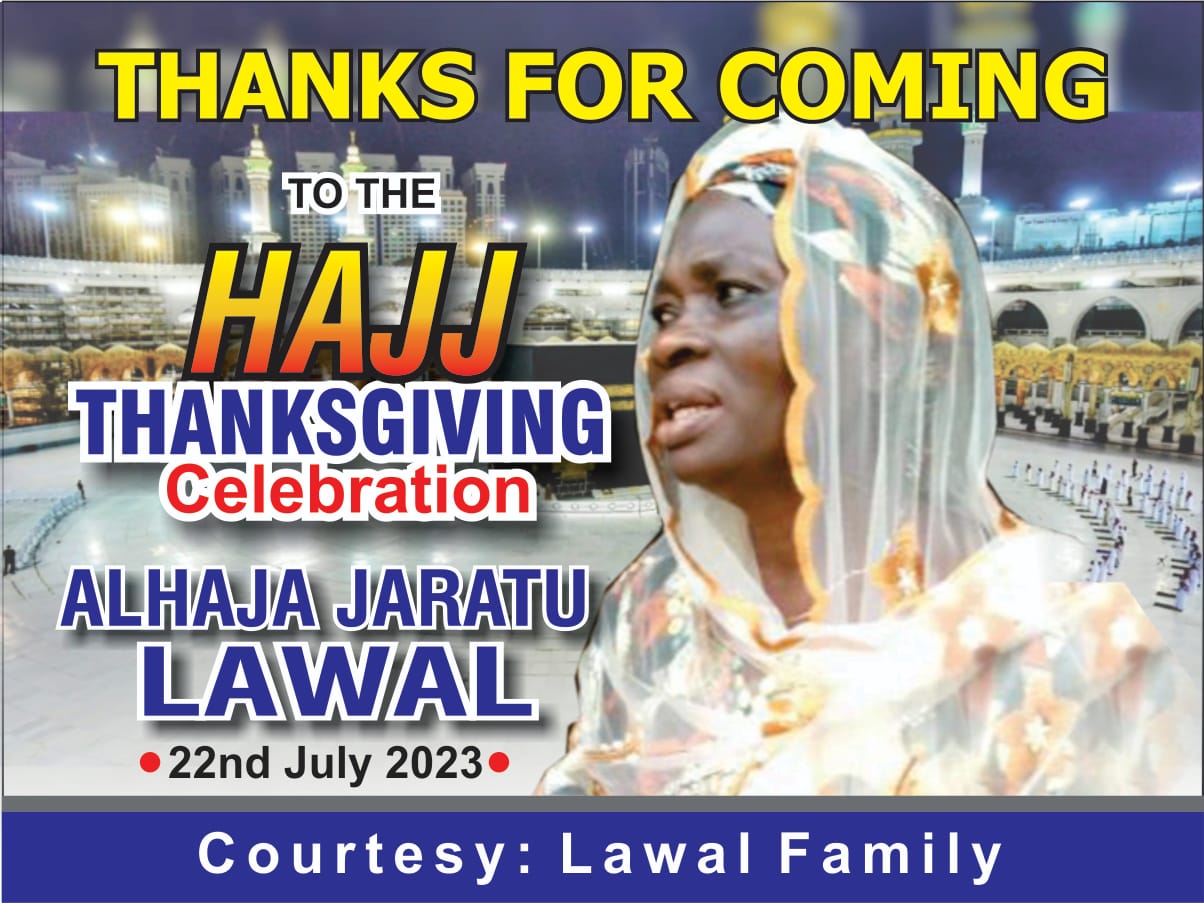 THANKS FOR COMING
TO THE
HAJJ
THANKSGIVING
Celebration
ALHAJA JARATU
LAWAL
•22nd July 2023•
Courtesy: Lawal Family